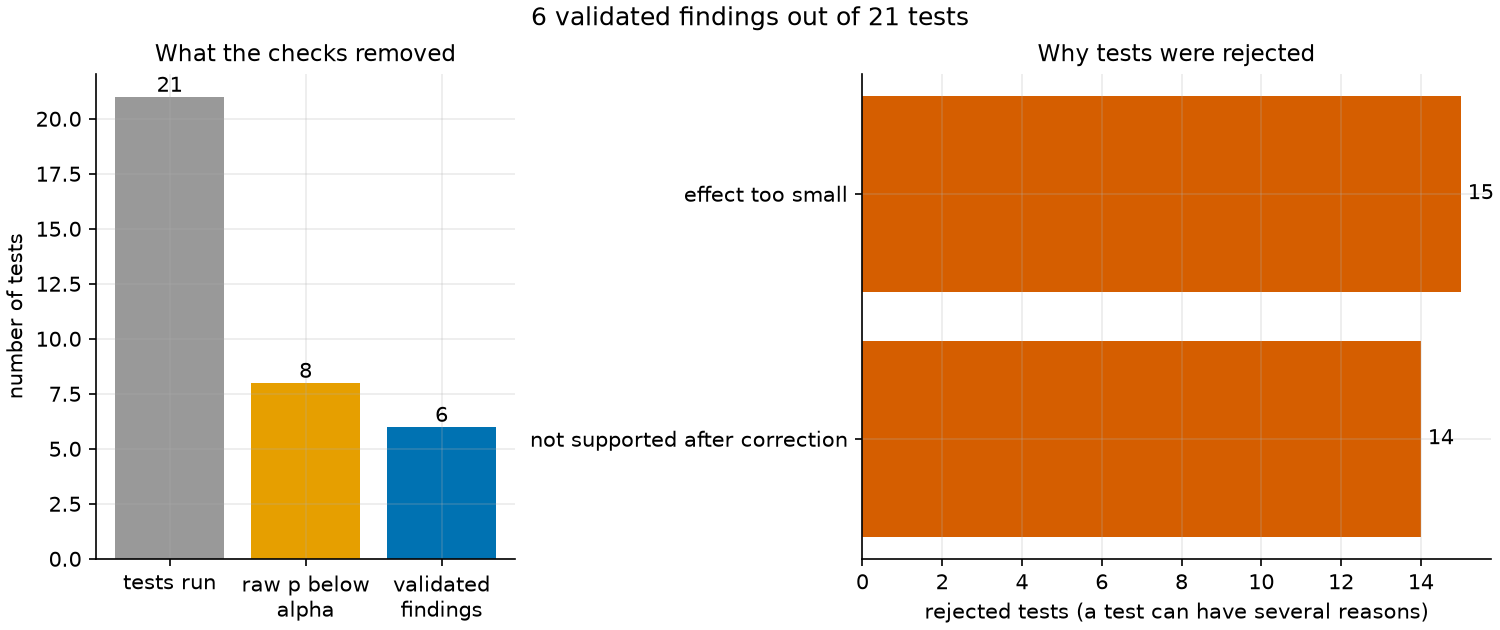 6 validated findings out of 21 tests
What the checks removed
number of tests
20.0
17.5
15.0
12.5
10.0
7.5
5.0
2.5
0.0
21
8
6
tests run
raw p below
alpha
validated
findings
Why tests were rejected
effect too small
15
not supported after correction
14
0 2 4 6 8 10 12 14
rejected tests (a test can have several reasons)